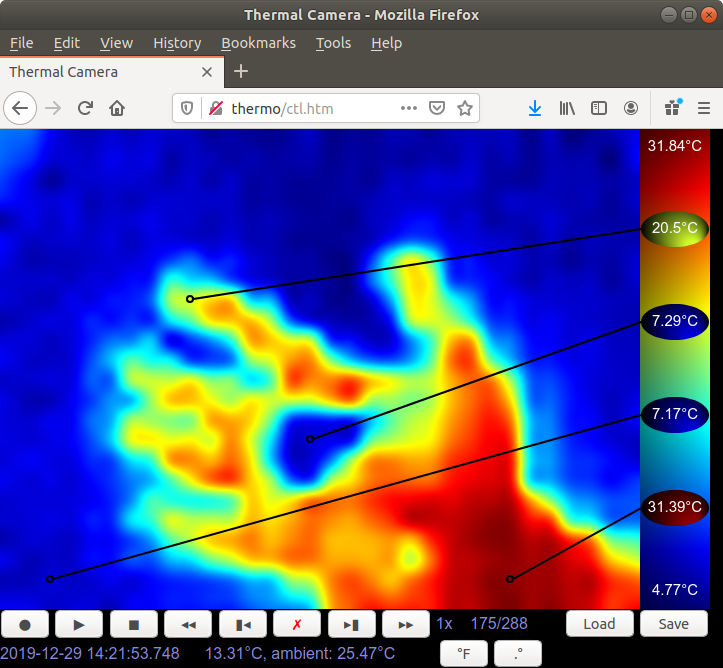 Thermal Camera - Mozilla Firefox
File Edit View History Bookmarks Tools Help
Thermal Camera
thermo/ctl.htm
31.84°C
20.5°C
7.29°C
7.17°C
31.39°C
4.77°C
1x 175/288 Load Save
2019-12-29 14:21:53.748 13.31°C, ambient: 25.47°C °F .°